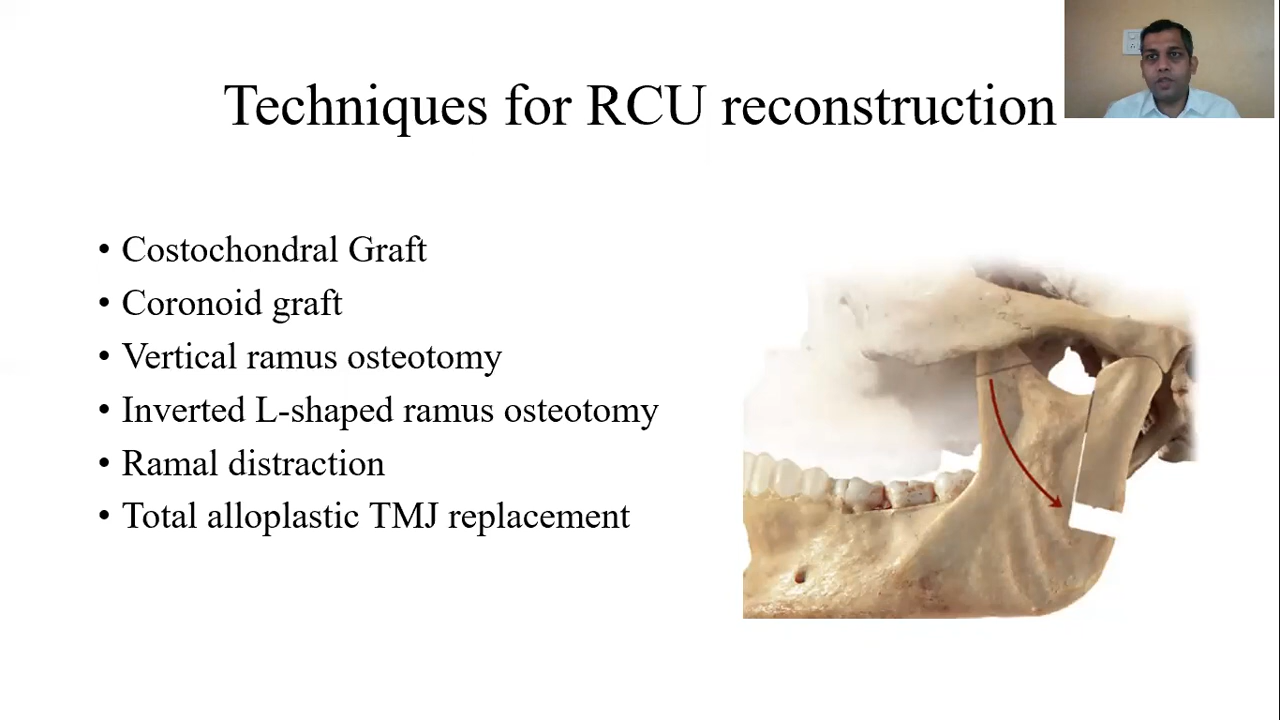 Techniques for RCU reconstruction
• Costochondral Graft
• Coronoid graft
• Vertical ramus osteotomy
• Inverted L-shaped ramus osteotomy
• Ramal distraction
• Total alloplastic TMJ replacement